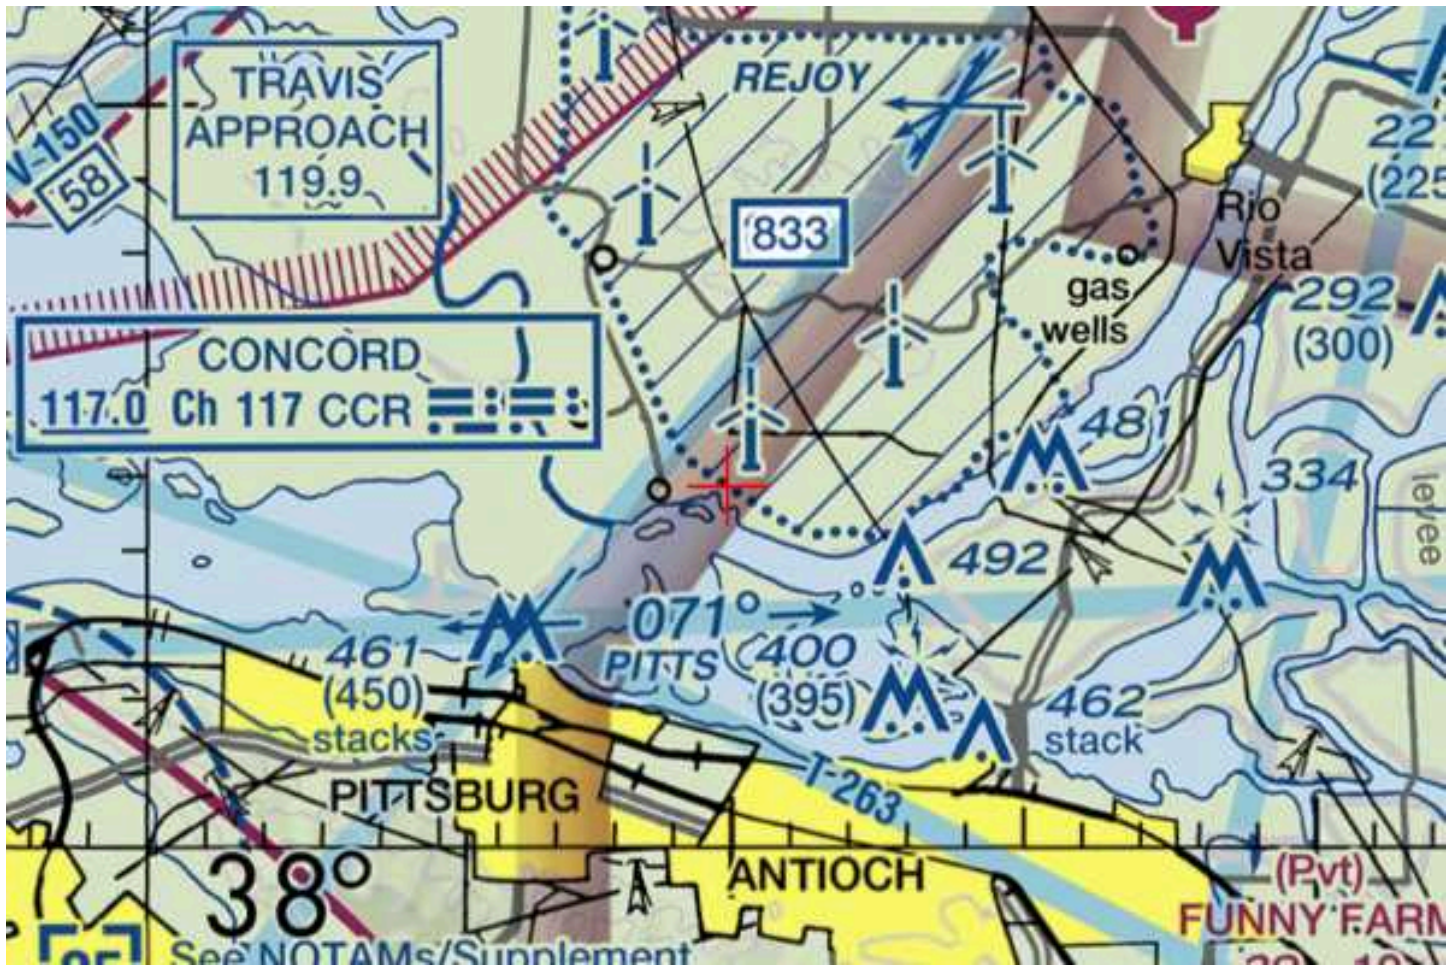 TRAVIS
APPROACH
119.9
V-150
58
REJOY
833
Rio
Vista
22
(225
gas
wells
292
(300)
CONCORD
117.0 Ch 117 CCR
481
334
levee
492
071°
PITTS
461
(450)
stacks
400
(395)
462
stack
PITTSBURG
T-263
38°
ANTIOCH
(Pvt)
FUNNY FARM
See NOTAMs/Supplement